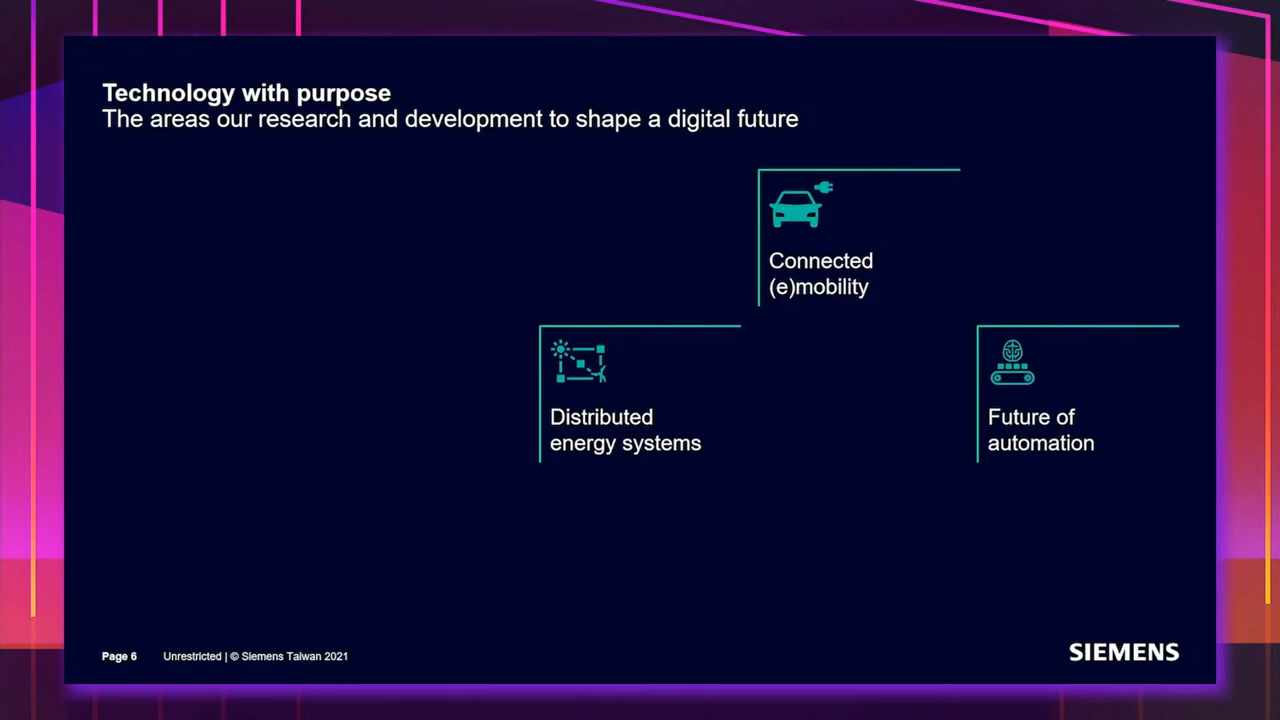 Technology with purpose
The areas our research and development to shape a digital future
Connected
(e)mobility
Distributed
energy systems
Future of
automation
Page 6 Unrestricted | © Siemens Taiwan 2021
SIEMENS